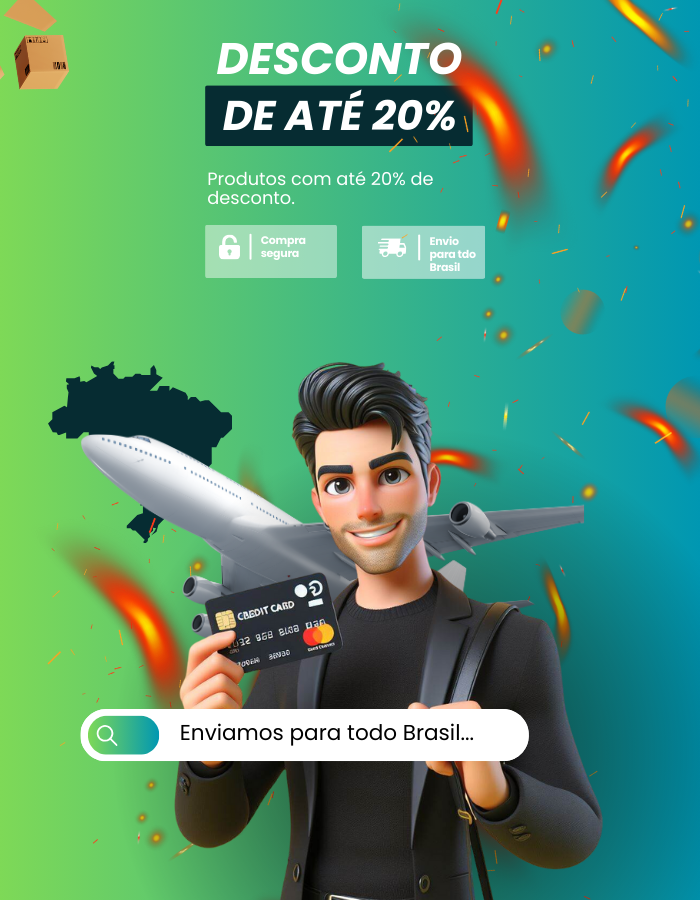 DESCONTO
DE ATÉ 20%
Produtos com até 20% de
desconto.
Compra
segura
Envio
para tdo
Brasil
CREDIT CARD
Enviamos para todo Brasil...